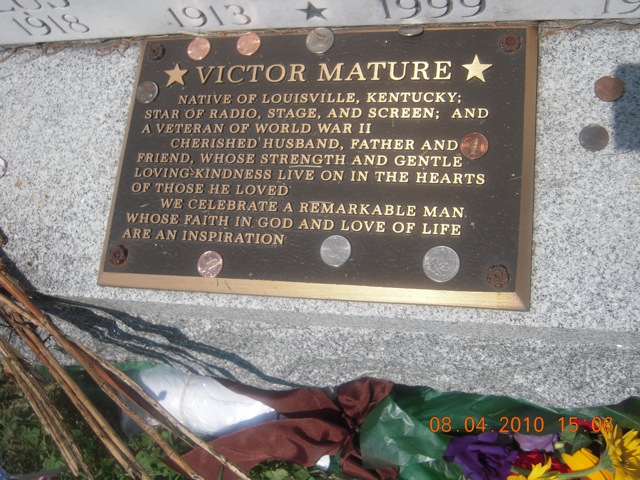 1918 1913 ★ 1999 19
★ VICTOR MATURE ★
NATIVE OF LOUISVILLE, KENTUCKY;
STAR OF RADIO, STAGE, AND SCREEN; AND
A VETERAN OF WORLD WAR II
CHERISHED HUSBAND, FATHER AND
FRIEND, WHOSE STRENGTH AND GENTLE
LOVING-KINDNESS LIVE ON IN THE HEARTS
OF THOSE HE LOVED
WE CELEBRATE A REMARKABLE MAN
WHOSE FAITH IN GOD AND LOVE OF LIFE
ARE AN INSPIRATION
08.04.2010 15:08